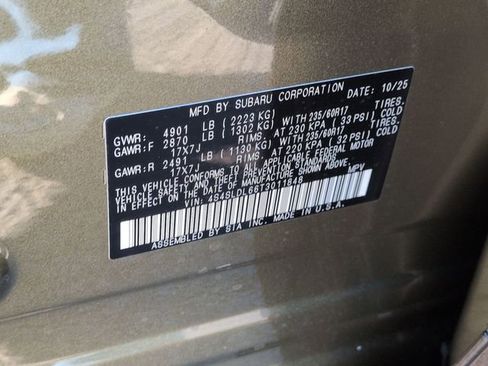 MFD BY SUBARU CORPORATION DATE: 10/25
GVWR: 4901 LB ( 2223 KG)
GAWR:F 2870 LB ( 1302 KG) WITH 235/60R17 TIRES.
17X7J RIMS. AT 230 KPA ( 33 PSI) COLD
GAWR:R 2491 LB ( 1130 KG) WITH 235/60R17 TIRES.
17X7J RIMS. AT 220 KPA ( 32 PSI) COLD
THIS VEHICLE CONFORMS TO ALL APPLICABLE FEDERAL MOTOR
VEHICLE SAFETY AND THEFT PREVENTION STANDARDS
IN EFFECT ON THE DATE OF MANUFACTURE SHOWN ABOVE.
VIN: 4S4SLDL66T3011848 MPV
ASSEMBLED BY SIA INC. MADE IN U.S.A.